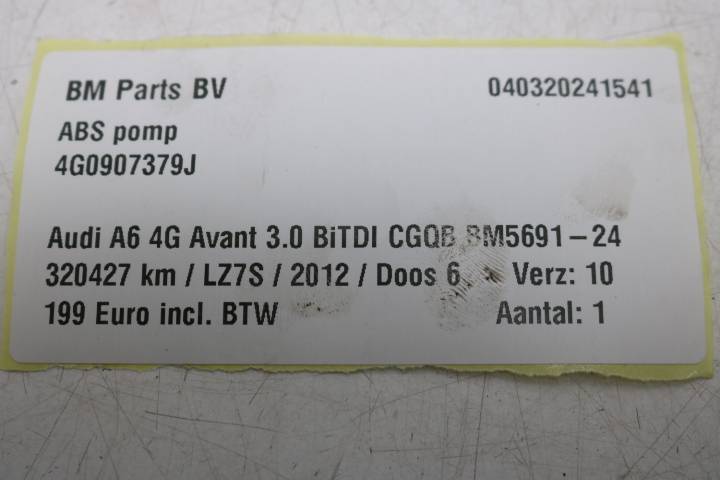 BM Parts BV 040320241541
ABS pomp
4G0907379J
Audi A6 4G Avant 3.0 BiTDI CGQB BM5691-24
320427 km / LZ7S / 2012 / Doos 6 Verz: 10
199 Euro incl. BTW Aantal: 1